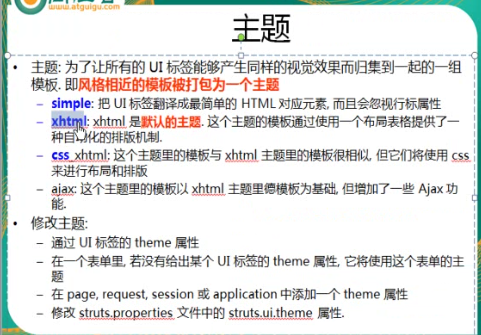 www.atguigu.com
主题
• 主题: 为了让所有的 UI 标签能够产生同样的视觉效果而归集到一起的一组
模板. 即风格相近的模板被打包为一个主题
– simple: 把 UI 标签翻译成最简单的 HTML 对应元素, 而且会忽视行标属性
– xhtml: xhtml 是默认的主题. 这个主题的模板通过使用一个布局表格提供了一
种自动化的排版机制.
– css_xhtml: 这个主题里的模板与 xhtml 主题里的模板很相似, 但它们将使用 css
来进行布局和排版
– ajax: 这个主题里的模板以 xhtml 主题里德模板为基础, 但增加了一些 Ajax 功
能.
• 修改主题:
– 通过 UI 标签的 theme 属性
– 在一个表单里, 若没有给出某个 UI 标签的 theme 属性, 它将使用这个表单的主
题
– 在 page, request, session 或 application 中添加一个 theme 属性
– 修改 struts.properties 文件中的 struts.ui.theme 属性.